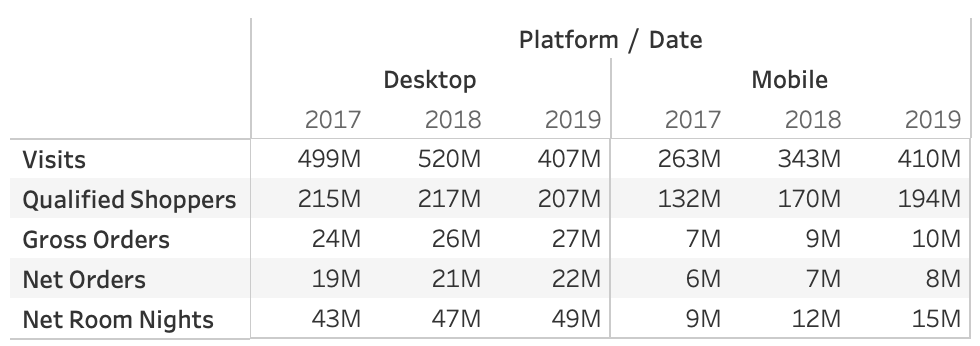 Platform / Date
Desktop Mobile
2017 2018 2019 2017 2018 2019
Visits 499M 520M 407M 263M 343M 410M
Qualified Shoppers 215M 217M 207M 132M 170M 194M
Gross Orders 24M 26M 27M 7M 9M 10M
Net Orders 19M 21M 22M 6M 7M 8M
Net Room Nights 43M 47M 49M 9M 12M 15M